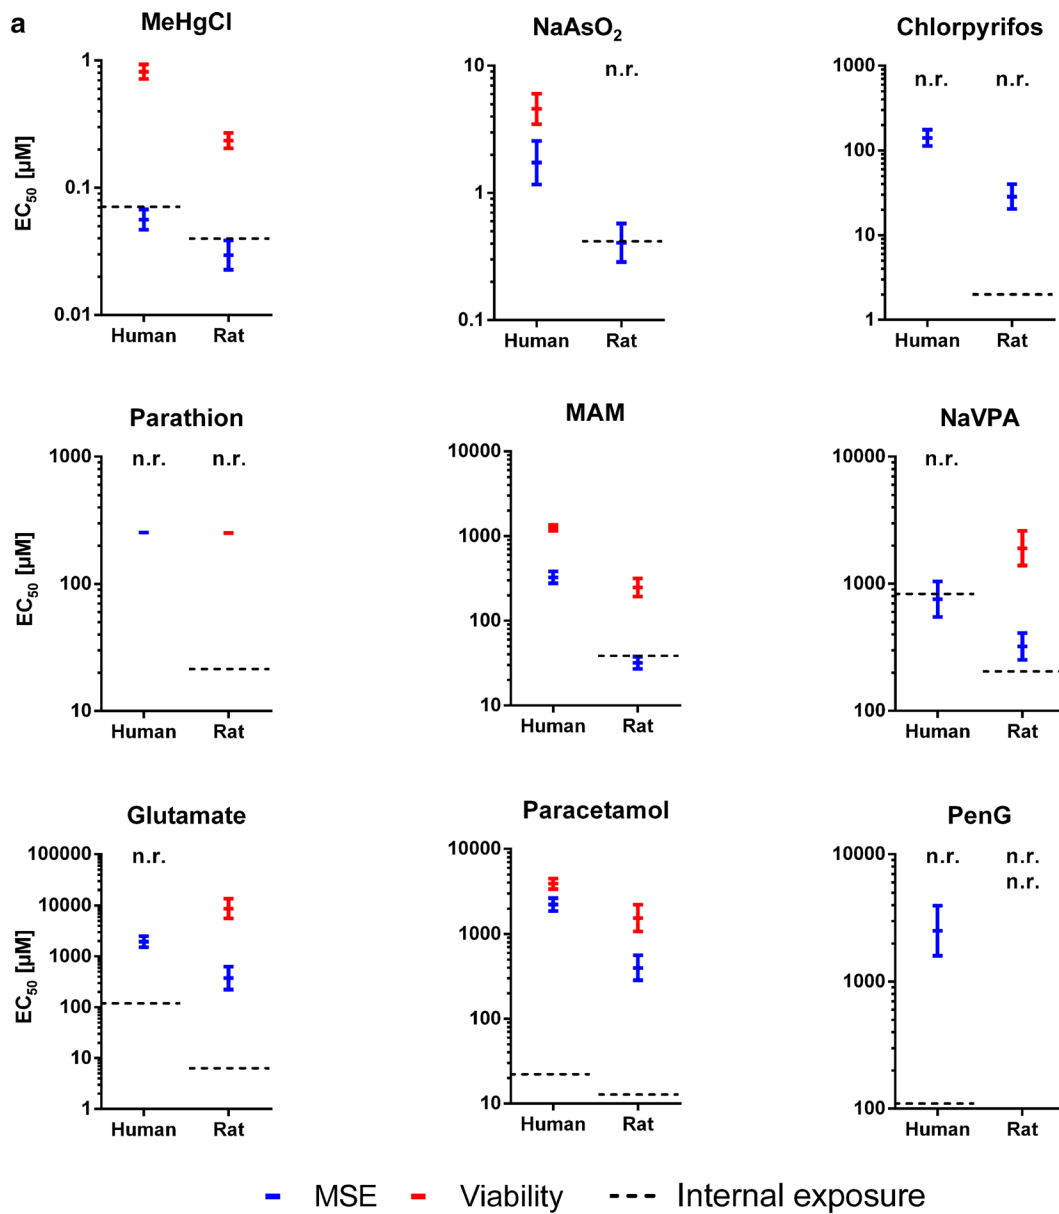 a
MeHgCl
EC50 [µM]
1
0.1
0.01
Human Rat
NaAsO2
n.r.
10
1
0.1
Human Rat
Chlorpyrifos
n.r. n.r.
1000
100
10
1
Human Rat
Parathion
n.r. n.r.
EC50 [µM]
1000
100
10
Human Rat
MAM
10000
1000
100
10
Human Rat
NaVPA
n.r.
10000
1000
100
Human Rat
Glutamate
n.r.
EC50 [µM]
100000
10000
1000
100
10
1
Human Rat
Paracetamol
10000
1000
100
10
Human Rat
PenG
n.r. n.r.
n.r.
10000
1000
100
Human Rat
MSE Viability Internal exposure